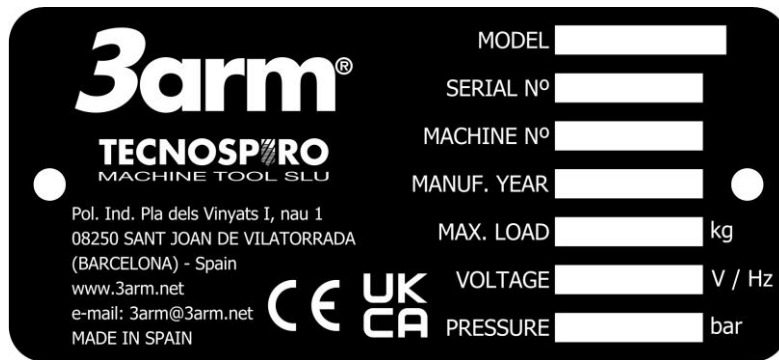 3arm®
TECNOSPIRO
MACHINE TOOL SLU
Pol. Ind. Pla dels Vinyats I, nau 1
08250 SANT JOAN DE VILATORRADA
(BARCELONA) - Spain
www.3arm.net
e-mail: 3arm@3arm.net
MADE IN SPAIN
CE
UK
CA
MODEL
SERIAL Nº
MACHINE Nº
MANUF. YEAR
MAX. LOAD kg
VOLTAGE V / Hz
PRESSURE bar